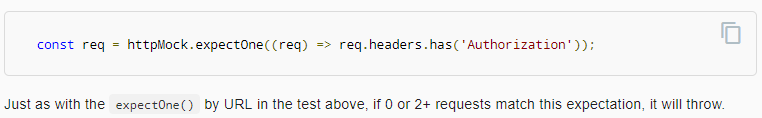 const req = httpMock.expectOne((req) => req.headers.has('Authorization'));
Just as with the expectOne() by URL in the test above, if 0 or 2+ requests match this expectation, it will throw.